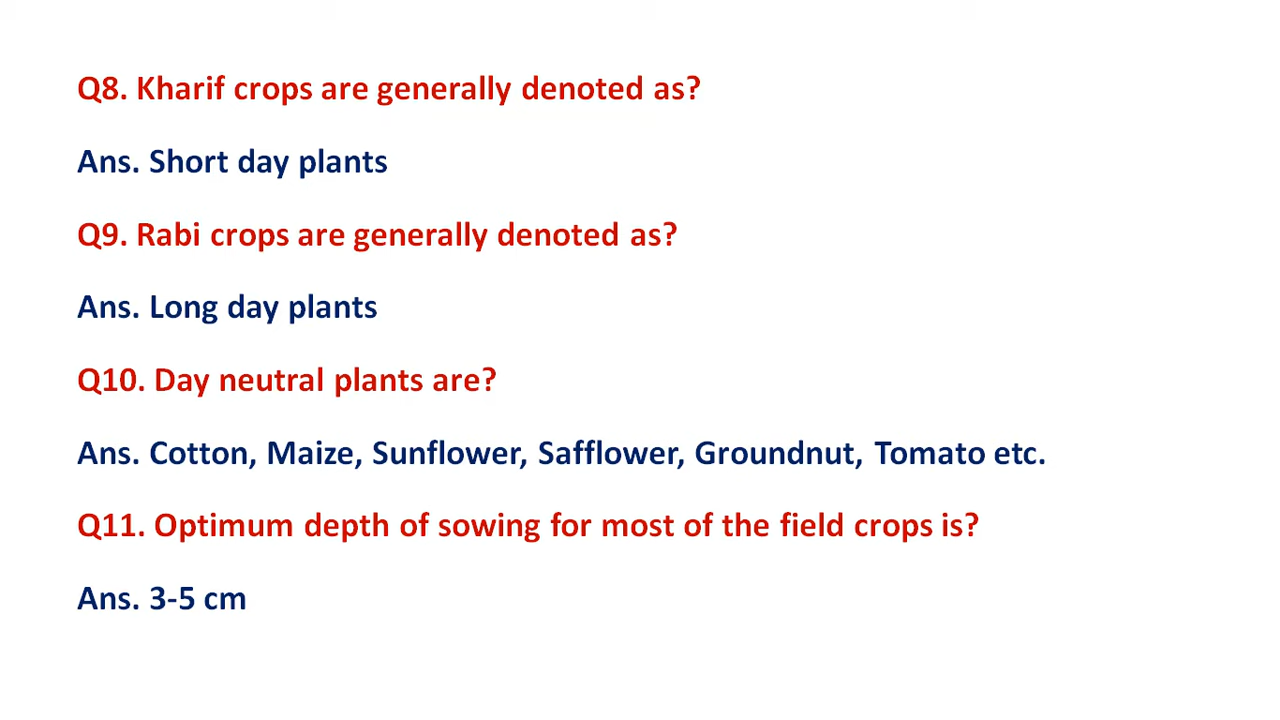 Q8. Kharif crops are generally denoted as?
Ans. Short day plants
Q9. Rabi crops are generally denoted as?
Ans. Long day plants
Q10. Day neutral plants are?
Ans. Cotton, Maize, Sunflower, Safflower, Groundnut, Tomato etc.
Q11. Optimum depth of sowing for most of the field crops is?
Ans. 3-5 cm